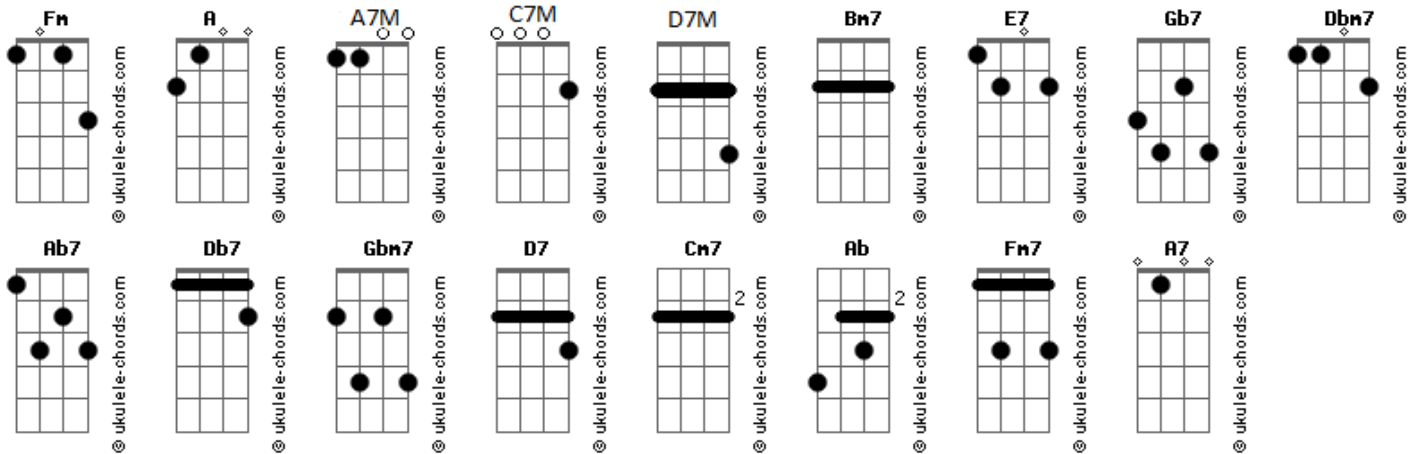 Fm A A7M C7M D7M Bm7 E7 Gb7 Dbm7
© ukulele-chords.com © ukulele-chords.com © ukulele-chords.com © ukulele-chords.com © ukulele-chords.com © ukulele-chords.com © ukulele-chords.com © ukulele-chords.com © ukulele-chords.com
Ab7 Db7 Gbm7 D7 Cm7 Ab Fm7 A7
2 2
© ukulele-chords.com © ukulele-chords.com © ukulele-chords.com © ukulele-chords.com © ukulele-chords.com © ukulele-chords.com © ukulele-chords.com © ukulele-chords.com